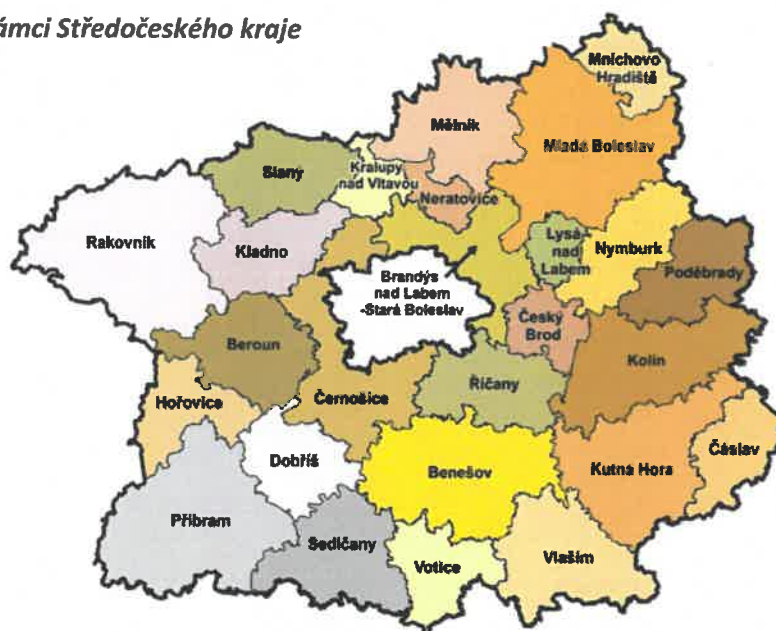 ámci Středočeského kraje
Mnichovo
Hradiště
Mělník
Mladá Boleslav
Slaný
Kralupy
nad Vltavou
Neratovice
Rakovník
Kladno
Lysá
nad
Labem
Nymburk
Poděbrady
Brandýs
nad Labem
-Stará Boleslav
Český
Brod
Beroun
Kolín
Říčany
Hořovice
Černošice
Čáslav
Dobříš
Benešov
Kutná Hora
Příbram
Sedlčany
Votice
Vlašim